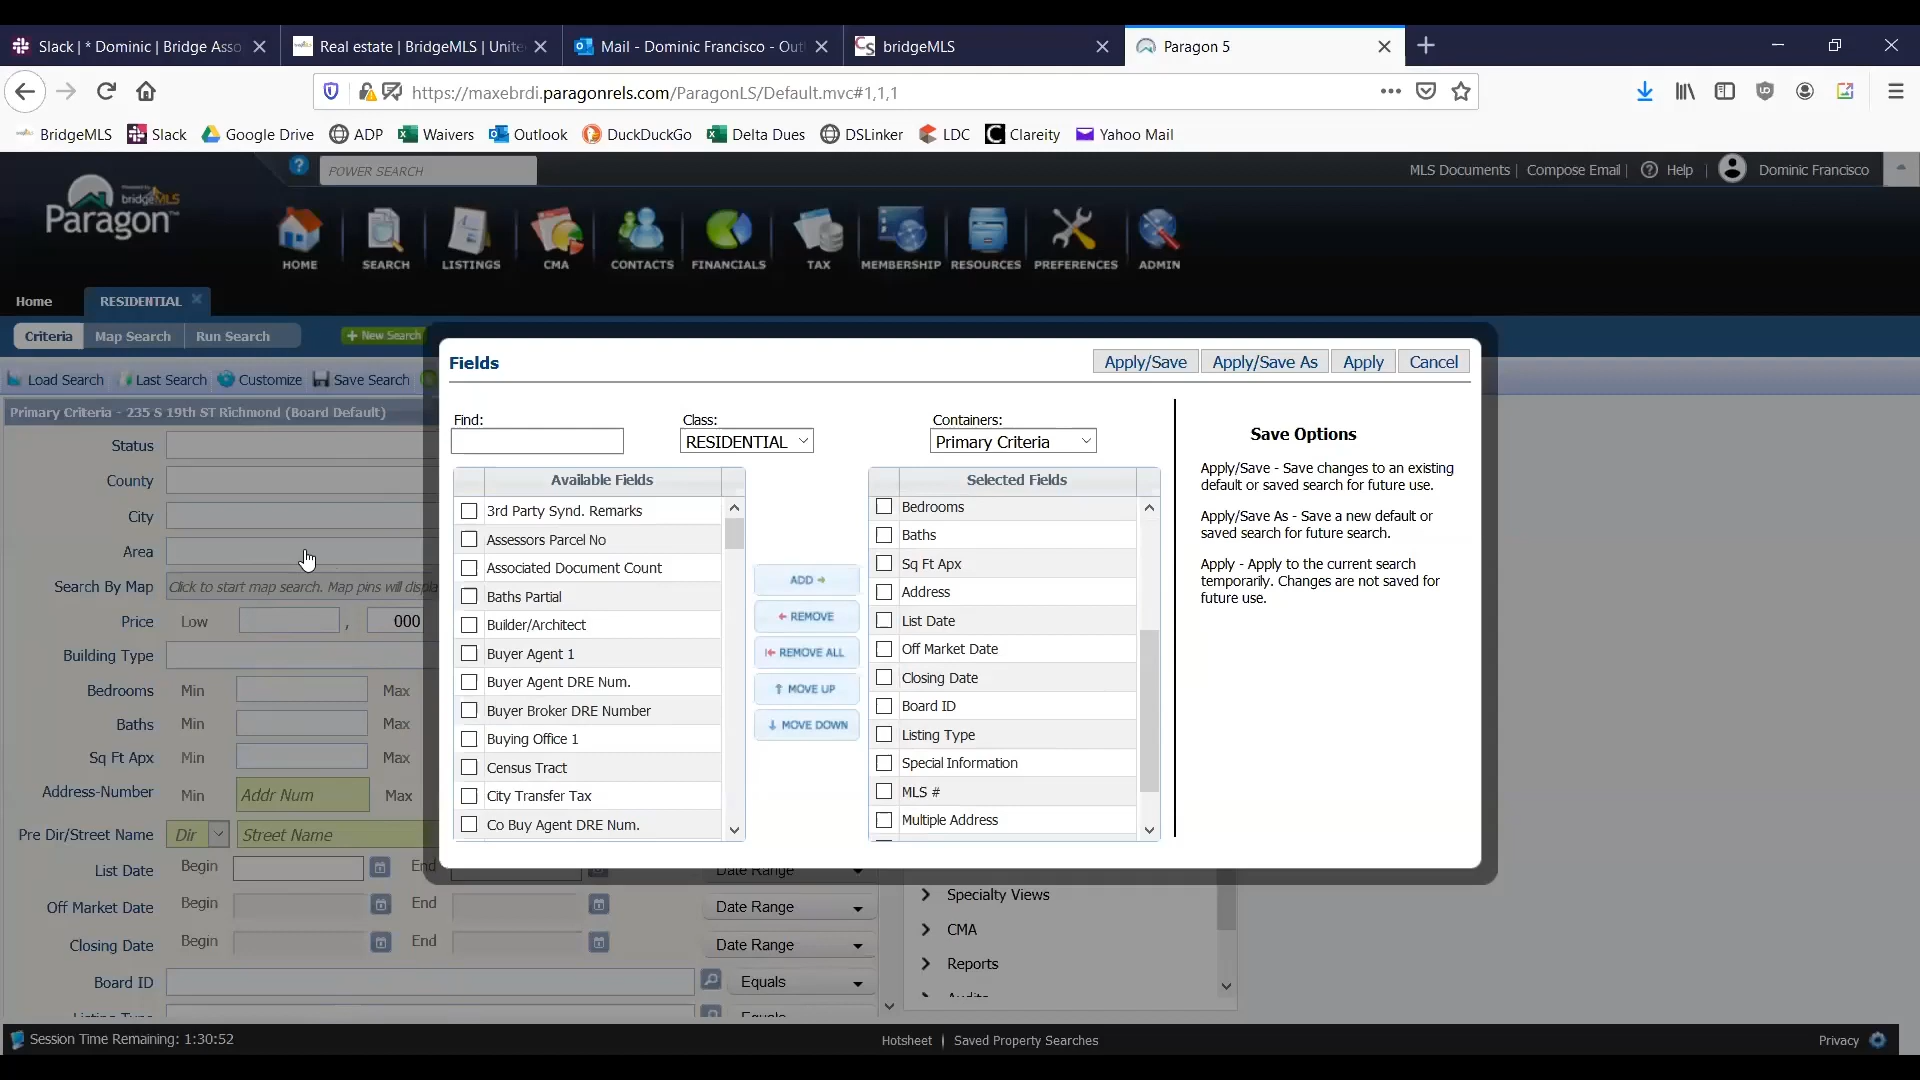 Slack | * Dominic | Bridge Asso
Real estate | BridgeMLS | Unite
Mail - Dominic Francisco - Out
bridgeMLS
Paragon 5
https://maxebrdi.paragonrels.com/ParagonLS/Default.mvc#1,1,1
BridgeMLS
Slack
Google Drive
ADP
Waivers
Outlook
DuckDuckGo
Delta Dues
DSLinker
LDC
Clareity
Yahoo Mail
POWER SEARCH
MLS Documents | Compose Email | Help | Dominic Francisco
bridgeMLS
Paragon™
HOME
SEARCH
LISTINGS
CMA
CONTACTS
FINANCIALS
TAX
MEMBERSHIP
RESOURCES
PREFERENCES
ADMIN
Home
RESIDENTIAL
Criteria
Map Search
Run Search
+ New Search
Load Search
Last Search
Customize
Save Search
Primary Criteria - 235 S 19th ST Richmond (Board Default)
Status
County
City
Area
Search By Map Click to start map search. Map pins will displa
Price Low , 000
Building Type
Bedrooms Min Max
Baths Min Max
Sq Ft Apx Min Max
Address-Number Min Addr Num Max
Pre Dir/Street Name Dir Street Name
List Date Begin End Date Range
Off Market Date Begin End Date Range
Closing Date Begin End Date Range
Board ID Equals
Listing Type Equals
Fields
Apply/Save
Apply/Save As
Apply
Cancel
Find:
Class:
RESIDENTIAL
Containers:
Primary Criteria
Available Fields
3rd Party Synd. Remarks
Assessors Parcel No
Associated Document Count
Baths Partial
Builder/Architect
Buyer Agent 1
Buyer Agent DRE Num.
Buyer Broker DRE Number
Buying Office 1
Census Tract
City Transfer Tax
Co Buy Agent DRE Num.
ADD
REMOVE
REMOVE ALL
MOVE UP
MOVE DOWN
Selected Fields
Bedrooms
Baths
Sq Ft Apx
Address
List Date
Off Market Date
Closing Date
Board ID
Listing Type
Special Information
MLS #
Multiple Address
Save Options
Apply/Save - Save changes to an existing
default or saved search for future use.
Apply/Save As - Save a new default or
saved search for future search.
Apply - Apply to the current search
temporarily. Changes are not saved for
future use.
Specialty Views
CMA
Reports
Audits
Session Time Remaining: 1:30:52
Hotsheet | Saved Property Searches
Privacy